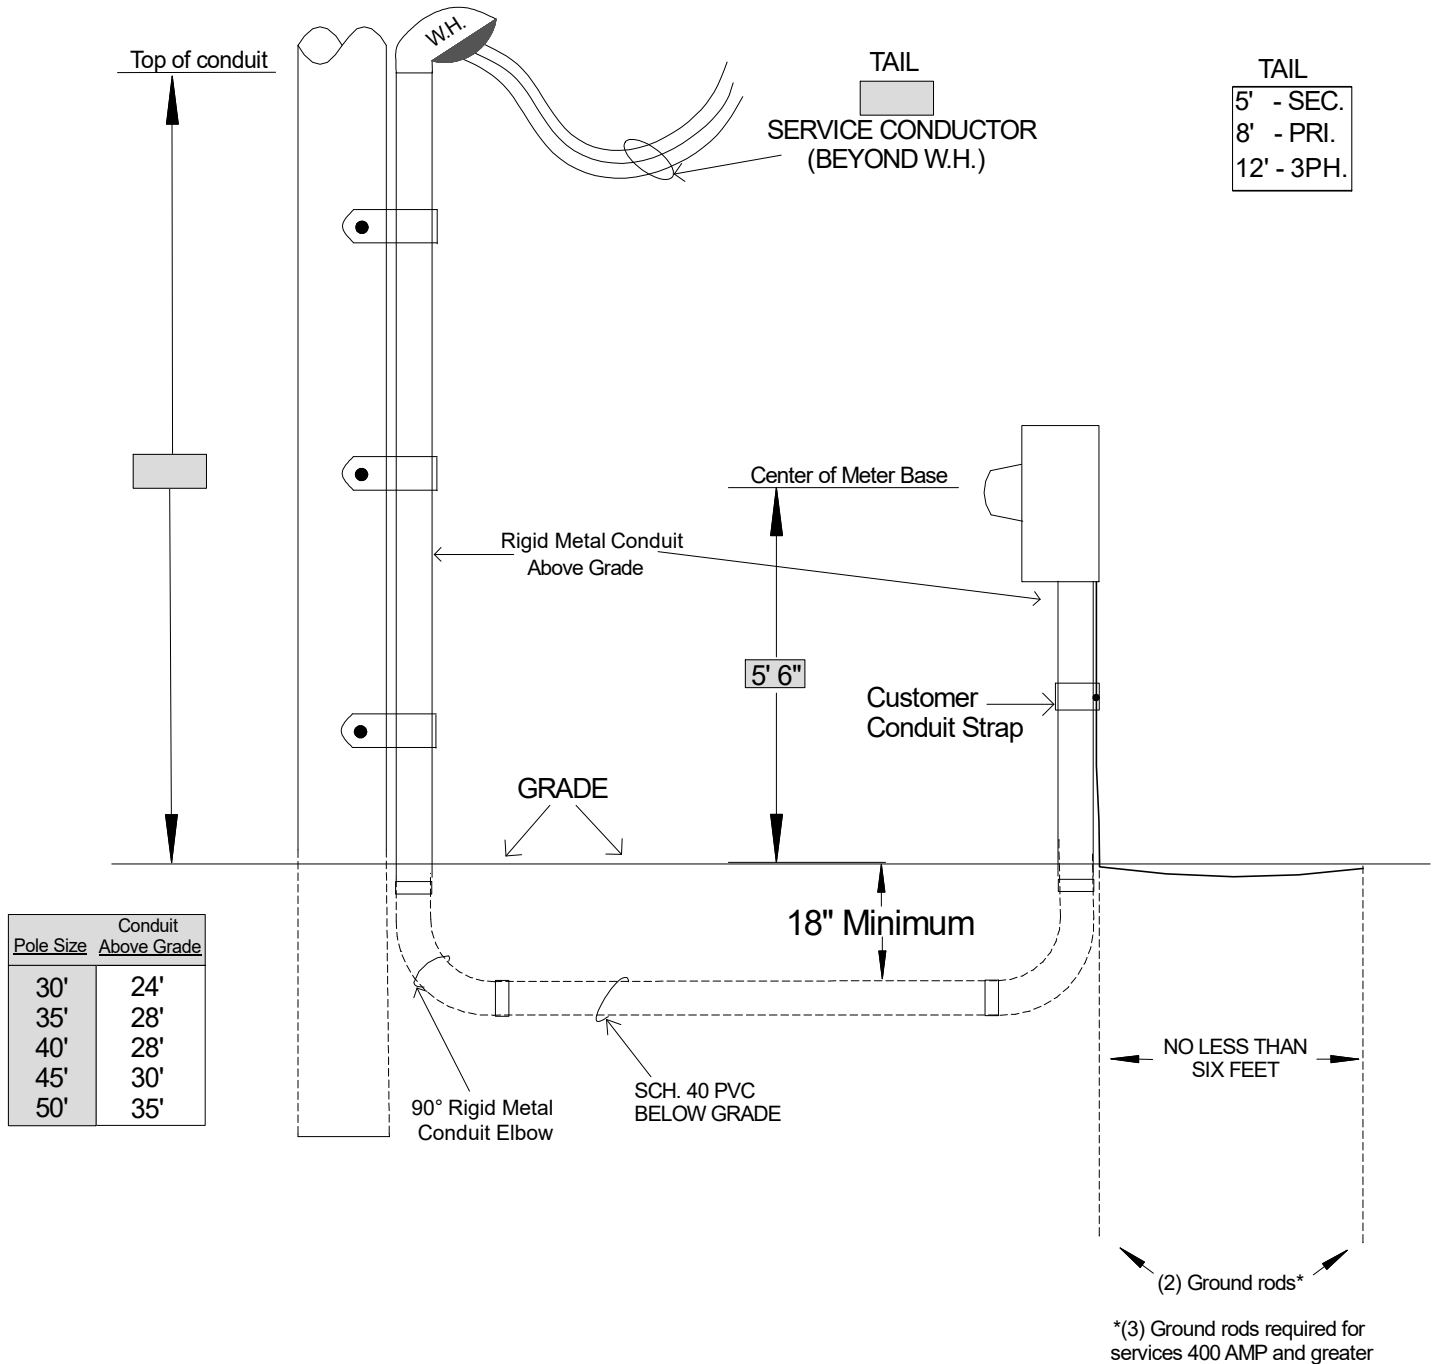 W.H.
Top of conduit
TAIL
SERVICE CONDUCTOR
(BEYOND W.H.)
TAIL
5' - SEC.
8' - PRI.
12' - 3PH.
Center of Meter Base
Rigid Metal Conduit
Above Grade
5' 6"
Customer
Conduit Strap
GRADE
18" Minimum
Pole Size Conduit Above Grade
30' 24'
35' 28'
40' 28'
45' 30'
50' 35'
90° Rigid Metal
Conduit Elbow
SCH. 40 PVC
BELOW GRADE
NO LESS THAN
SIX FEET
(2) Ground rods*
*(3) Ground rods required for
services 400 AMP and greater